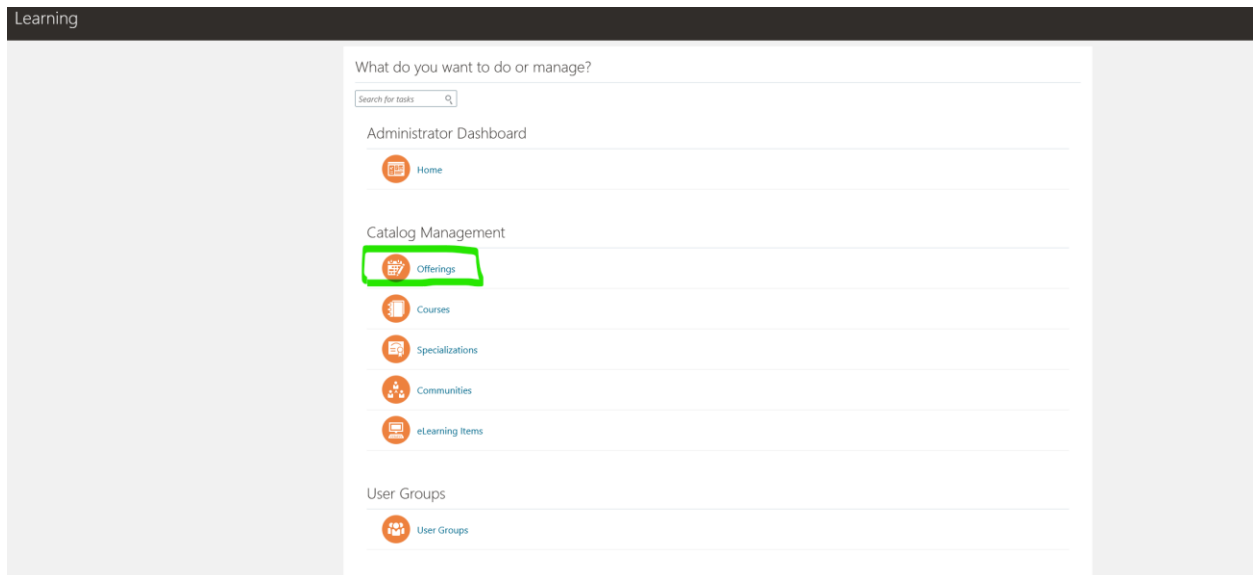 Learning
What do you want to do or manage?
Search for tasks
Administrator Dashboard
Home
Catalog Management
Offerings
Courses
Specializations
Communities
eLearning Items
User Groups
User Groups